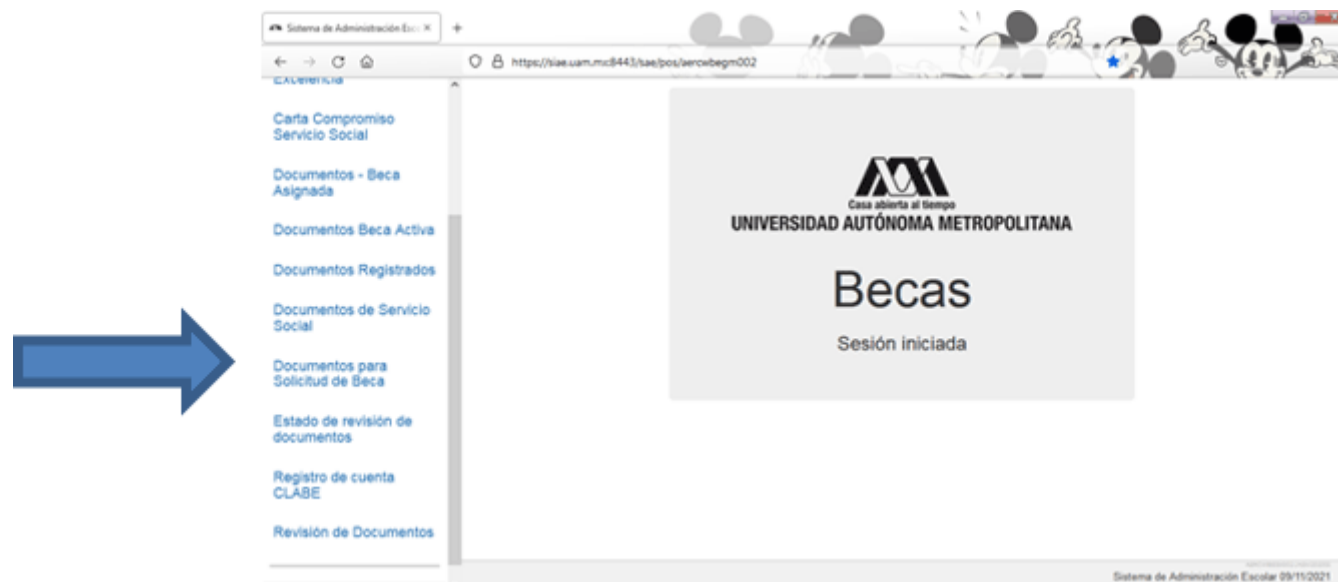 Sistema de Administración Esc
https://siae.uam.mx:8443/sae/pos/aercwbegm002
Excelencia
Carta Compromiso
Servicio Social
Documentos - Beca
Asignada
Documentos Beca Activa
Documentos Registrados
Documentos de Servicio
Social
Documentos para
Solicitud de Beca
Estado de revisión de
documentos
Registro de cuenta
CLABE
Revisión de Documentos
Casa abierta al tiempo
UNIVERSIDAD AUTÓNOMA METROPOLITANA
Becas
Sesión iniciada
Sistema de Administración Escolar 09/11/2021